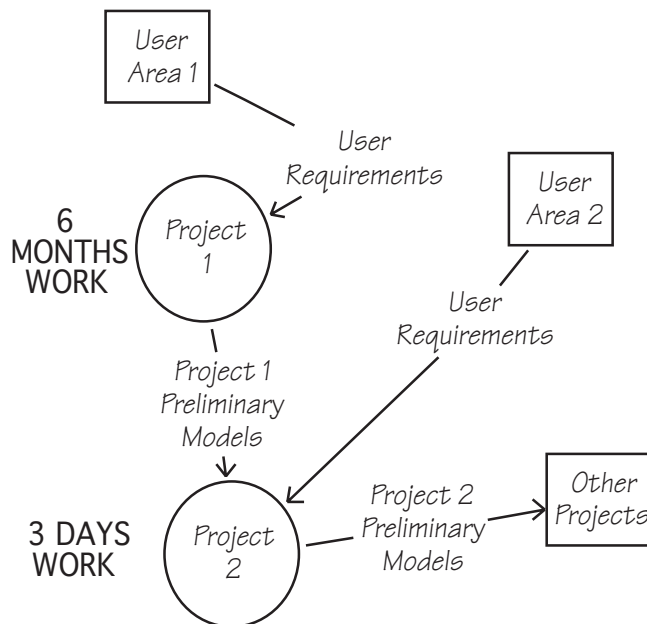 User
Area 1
User
Requirements
User
Area 2
6
MONTHS
WORK
Project
1
User
Requirements
Project 1
Preliminary
Models
3 DAYS
WORK
Project
2
Project 2
Preliminary
Models
Other
Projects